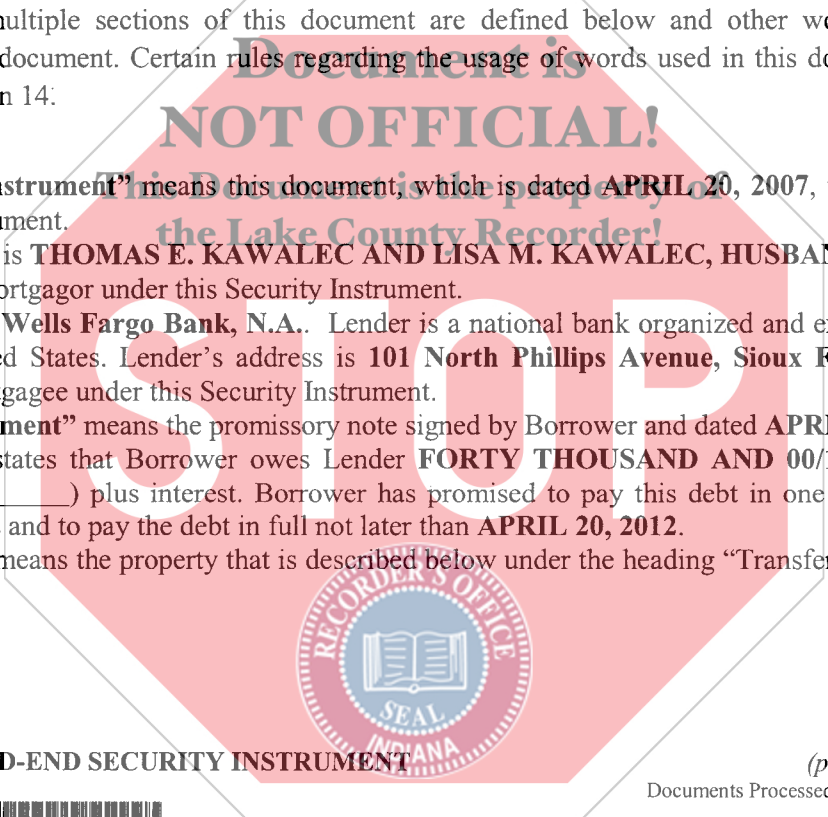 nultiple sections of this document are defined below and other wo
document. Certain rules regarding the usage of words used in this do
n 14.
Document is
NOT OFFICIAL!
This Document is the property of
the Lake County Recorder!
nstrument” means this document, which is dated APRIL 20, 2007,
ument.
is THOMAS E. KAWALEC AND LISA M. KAWALEC, HUSBAN
ortgagor under this Security Instrument.
Wells Fargo Bank, N.A.. Lender is a national bank organized and e
ed States. Lender’s address is 101 North Phillips Avenue, Sioux F
tgagee under this Security Instrument.
ment” means the promissory note signed by Borrower and dated APRI
states that Borrower owes Lender FORTY THOUSAND AND 00/1
______) plus interest. Borrower has promised to pay this debt in one
and to pay the debt in full not later than APRIL 20, 2012.
means the property that is described below under the heading “Transfer
STOP
RECORDER'S OFFICE
SEAL
INDIANA
D-END SECURITY INSTRUMENT (p
Documents Processed